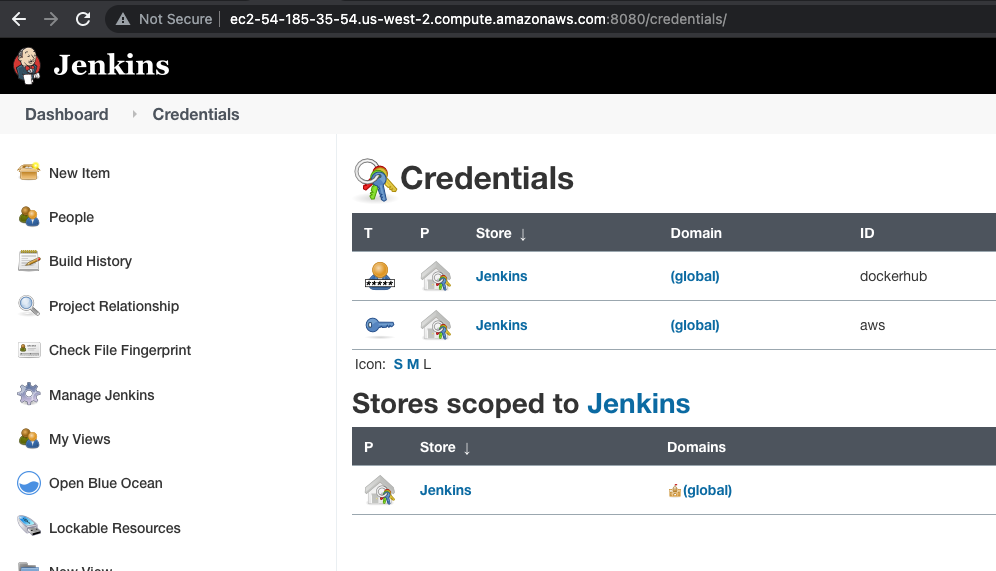 Not Secure ec2-54-185-35-54.us-west-2.compute.amazonaws.com:8080/credentials/
Jenkins
Dashboard Credentials
New Item
People
Build History
Project Relationship
Check File Fingerprint
Manage Jenkins
My Views
Open Blue Ocean
Lockable Resources
New View
Credentials
T P Store ↓ Domain ID
Jenkins (global) dockerhub
Jenkins (global) aws
Icon: S M L
Stores scoped to Jenkins
P Store ↓ Domains
Jenkins (global)